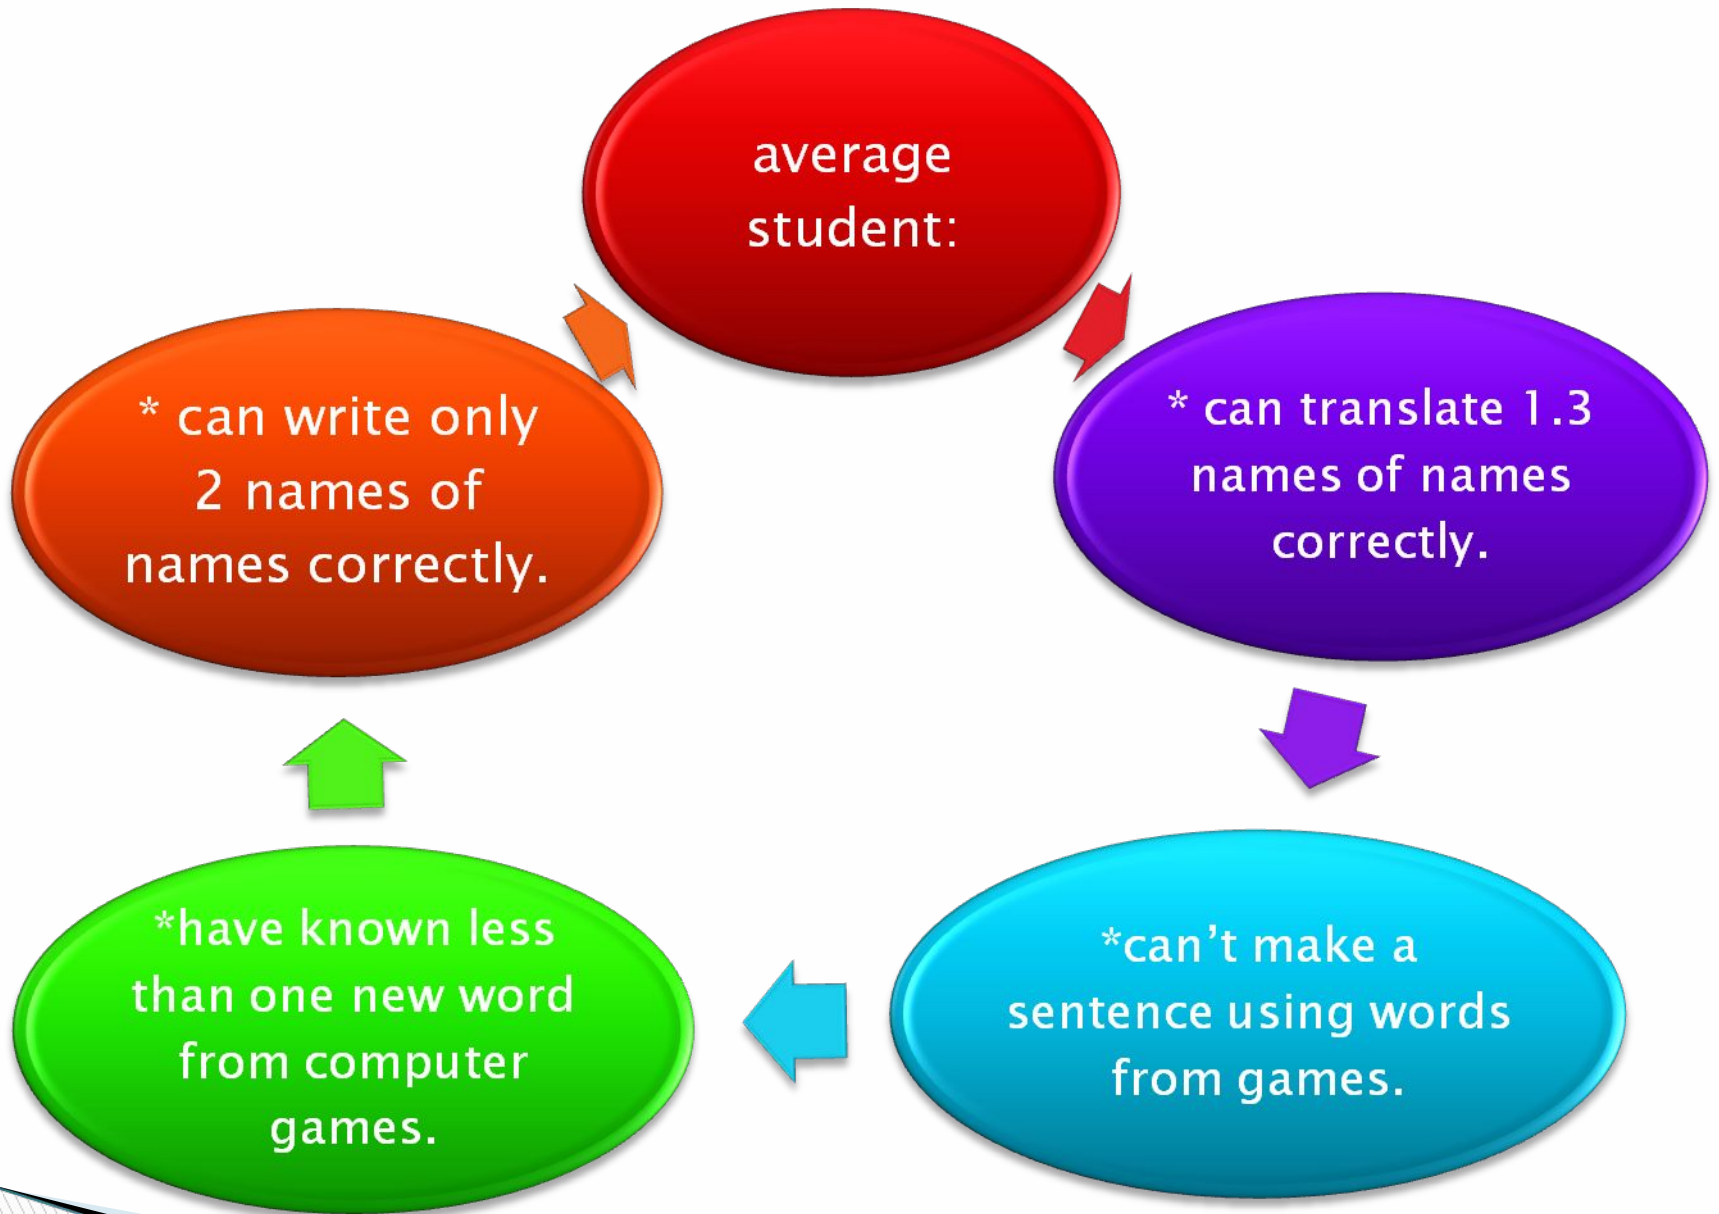 average
student:
* can translate 1.3
names of names
correctly.
*can't make a
sentence using words
from games.
*have known less
than one new word
from computer
games.
* can write only
2 names of
names correctly.